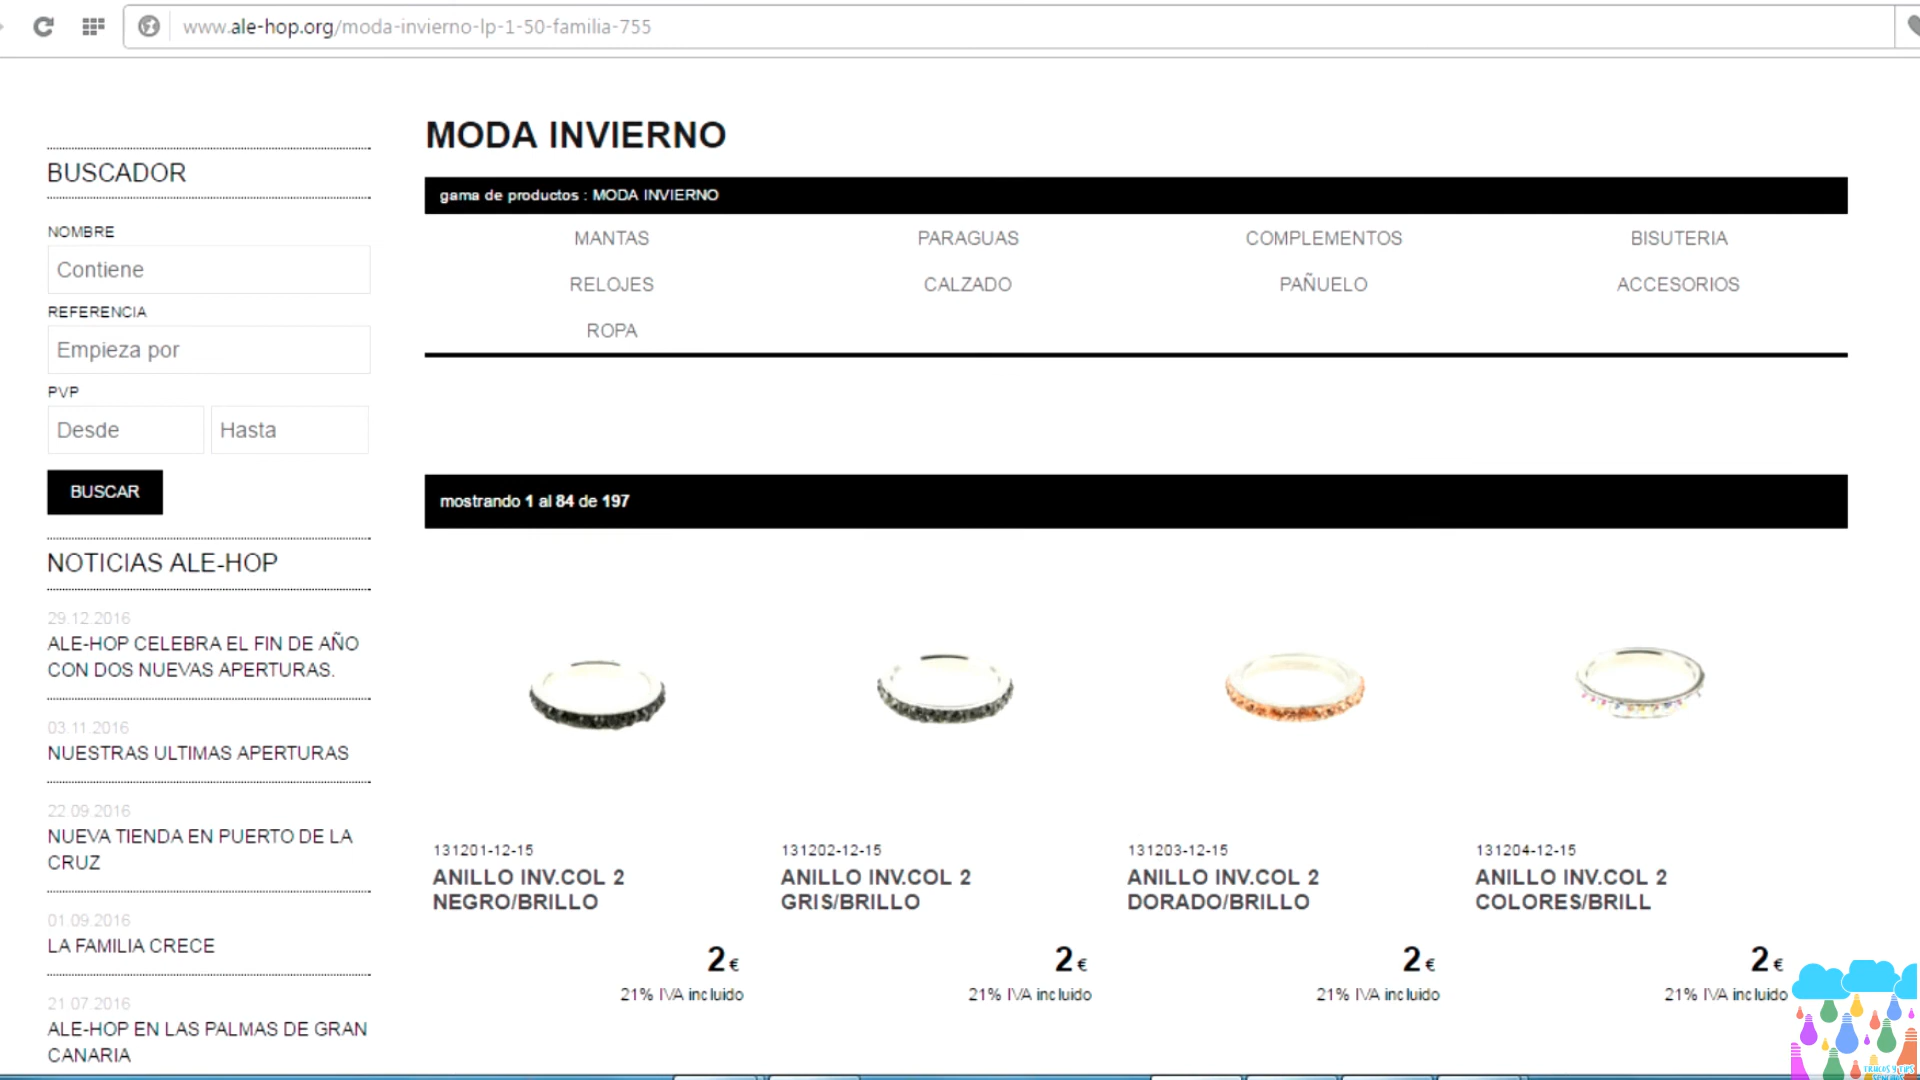 www.ale-hop.org/moda-invierno-lp-1-50-familia-755
BUSCADOR
NOMBRE
Contiene
REFERENCIA
Empieza por
PVP
Desde
Hasta
BUSCAR
NOTICIAS ALE-HOP
29.12.2016
ALE-HOP CELEBRA EL FIN DE AÑO
CON DOS NUEVAS APERTURAS.
03.11.2016
NUESTRAS ULTIMAS APERTURAS
22.09.2016
NUEVA TIENDA EN PUERTO DE LA
CRUZ
01.09.2016
LA FAMILIA CRECE
21.07.2016
ALE-HOP EN LAS PALMAS DE GRAN
CANARIA
MODA INVIERNO
gama de productos : MODA INVIERNO
MANTAS
PARAGUAS
COMPLEMENTOS
BISUTERIA
RELOJES
CALZADO
PAÑUELO
ACCESORIOS
ROPA
mostrando 1 al 84 de 197
131201-12-15
ANILLO INV.COL 2
NEGRO/BRILLO
2 €
21% IVA incluido
131202-12-15
ANILLO INV.COL 2
GRIS/BRILLO
2 €
21% IVA incluido
131203-12-15
ANILLO INV.COL 2
DORADO/BRILLO
2 €
21% IVA incluido
131204-12-15
ANILLO INV.COL 2
COLORES/BRILL
2 €
21% IVA incluido
TRUCOS Y TIPS